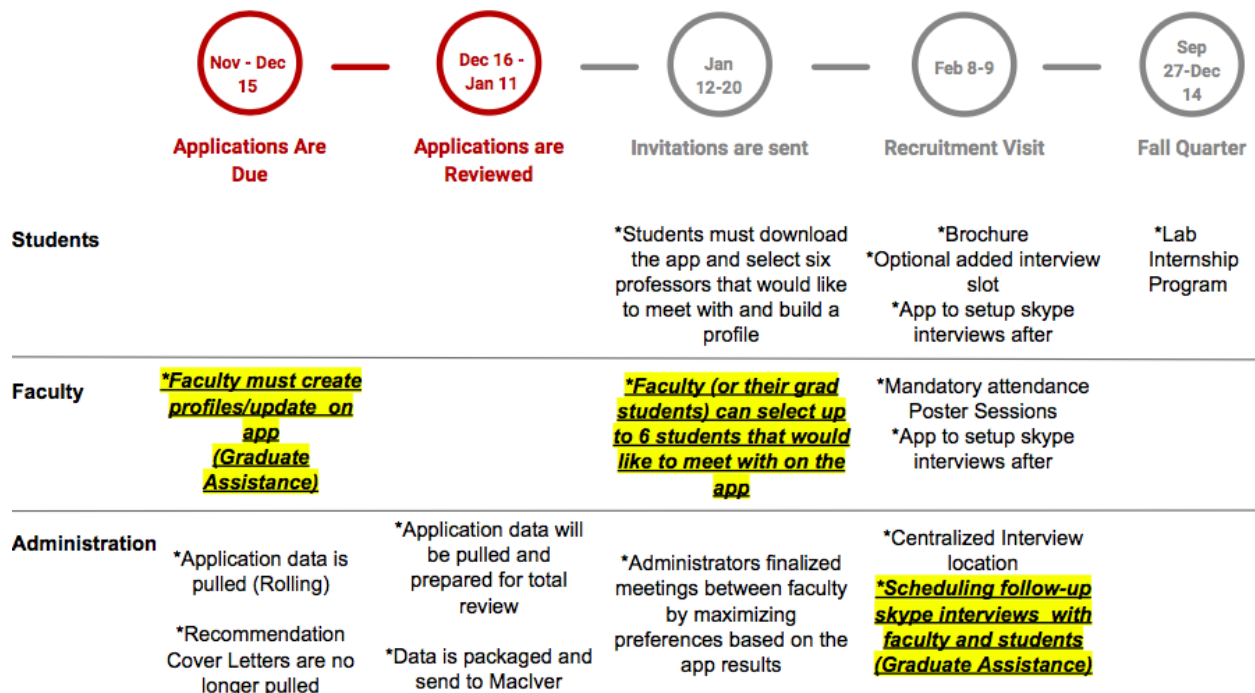 Nov - Dec
15
Dec 16 -
Jan 11
Jan
12-20
Feb 8-9
Sep
27-Dec
14
Applications Are
Due
Applications are
Reviewed
Invitations are sent
Recruitment Visit
Fall Quarter
Students
*Students must download
the app and select six
professors that would like
to meet with and build a
profile
*Brochure
*Optional added interview
slot
*App to setup skype
interviews after
*Lab
Internship
Program
Faculty
*Faculty must create
profiles/update on
app
(Graduate
Assistance)
*Faculty (or their grad
students) can select up
to 6 students that would
like to meet with on the
app
*Mandatory attendance
Poster Sessions
*App to setup skype
interviews after
Administration
*Application data is
pulled (Rolling)
*Recommendation
Cover Letters are no
longer pulled
*Application data will
be pulled and
prepared for total
review
*Data is packaged and
send to MacIver
*Administrators finalized
meetings between faculty
by maximizing
preferences based on the
app results
*Centralized Interview
location
*Scheduling follow-up
skype interviews with
faculty and students
(Graduate Assistance)